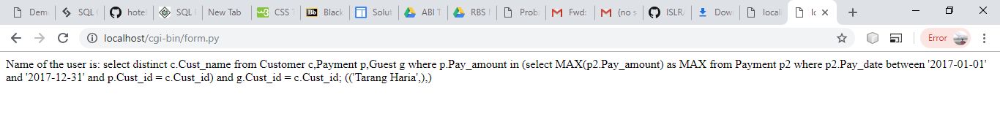 Dem SQL hotel SQL New Tab CSS T Black Solut ABI T RBS Prob Fwd: (no s ISLR/ Dow local lo
localhost/cgi-bin/form.py Error
Name of the user is: select distinct c.Cust_name from Customer c,Payment p,Guest g where p.Pay_amount in (select MAX(p2.Pay_amount) as MAX from Payment p2 where p2.Pay_date between '2017-01-01'
and '2017-12-31' and p.Cust_id = c.Cust_id) and g.Cust_id = c.Cust_id; (('Tarang Haria',),)